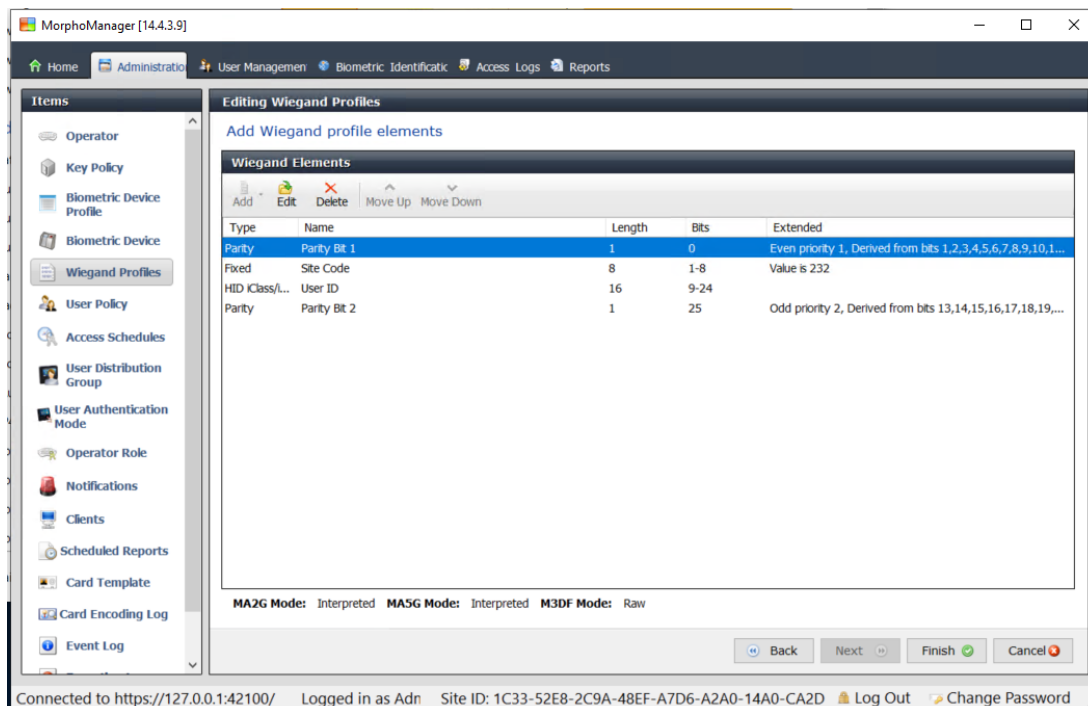 MorphoManager [14.4.3.9]
Home Administratio User Managemen Biometric Identificatic Access Logs Reports
Items
Operator
Key Policy
Biometric Device
Profile
Biometric Device
Wiegand Profiles
User Policy
Access Schedules
User Distribution
Group
User Authentication
Mode
Operator Role
Notifications
Clients
Scheduled Reports
Card Template
Card Encoding Log
Event Log
Editing Wiegand Profiles
Add Wiegand profile elements
Wiegand Elements
Add Edit Delete Move Up Move Down
Type Name Length Bits Extended
Parity Parity Bit 1 1 0 Even priority 1, Derived from bits 1,2,3,4,5,6,7,8,9,10,1...
Fixed Site Code 8 1-8 Value is 232
HID iClass/i... User ID 16 9-24
Parity Parity Bit 2 1 25 Odd priority 2, Derived from bits 13,14,15,16,17,18,19,...
MA2G Mode: Interpreted MA5G Mode: Interpreted M3DF Mode: Raw
Back Next Finish Cancel
Connected to https://127.0.0.1:42100/ Logged in as Adn Site ID: 1C33-52E8-2C9A-48EF-A7D6-A2A0-14A0-CA2D Log Out Change Password